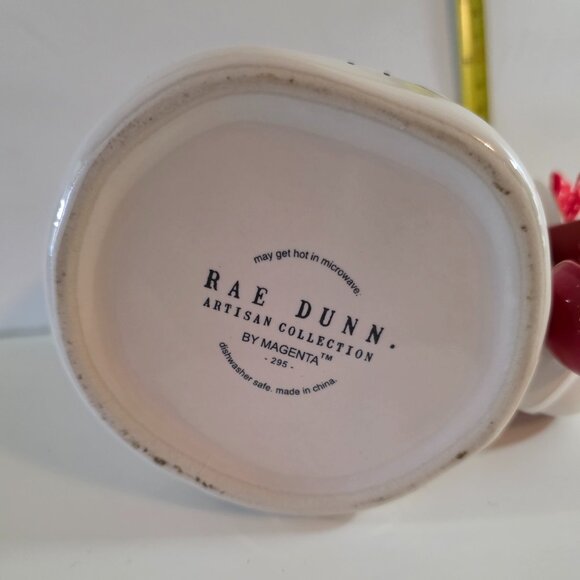 may get hot in microwave.
RAE DUNN.
ARTISAN COLLECTION
BY MAGENTA™
- 295 -
dishwasher safe. made in china.